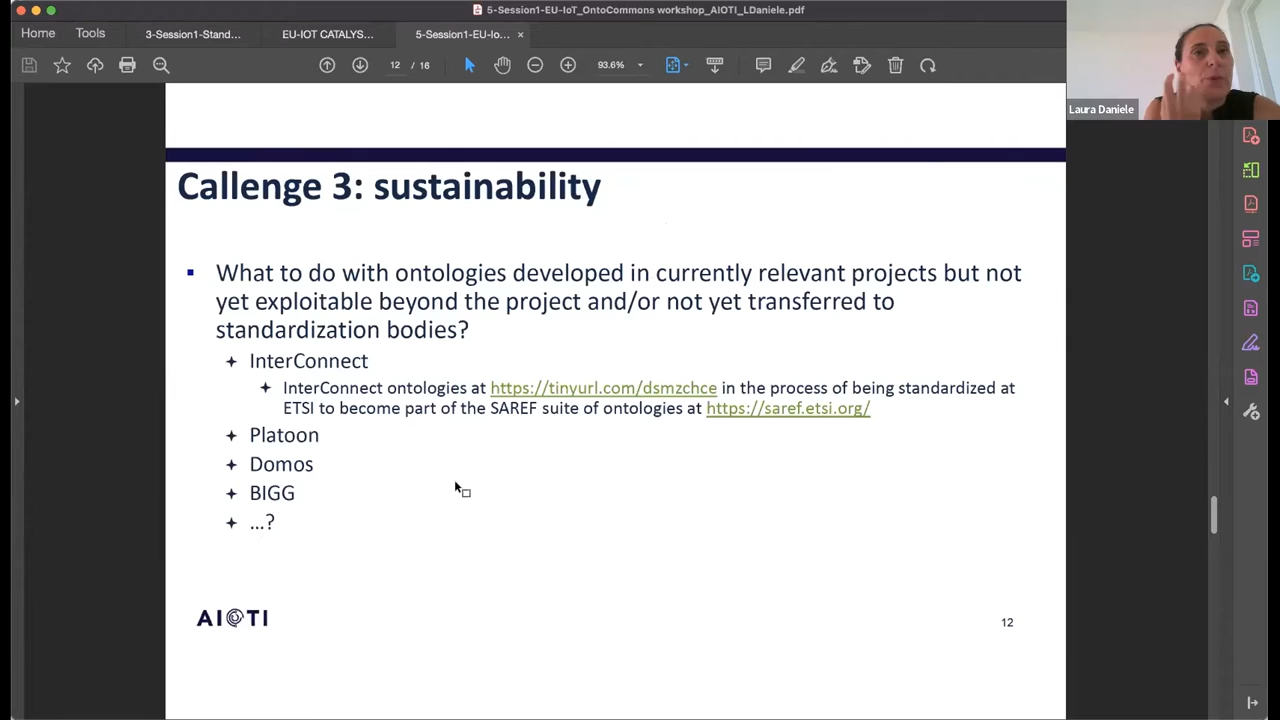 5-Session1-EU-IoT_OntoCommons workshop_AIOTI_LDaniele.pdf
Home
Tools
3-Session1-Stand...
EU-IOT CATALYS...
5-Session1-EU-Io...
12 / 16
93.6%
Laura Daniele
Callenge 3: sustainability
What to do with ontologies developed in currently relevant projects but not
yet exploitable beyond the project and/or not yet transferred to
standardization bodies?
InterConnect
InterConnect ontologies at https://tinyurl.com/dsmzchce in the process of being standardized at
ETSI to become part of the SAREF suite of ontologies at https://saref.etsi.org/
Platoon
Domos
BIGG
...?
AIOTI
12